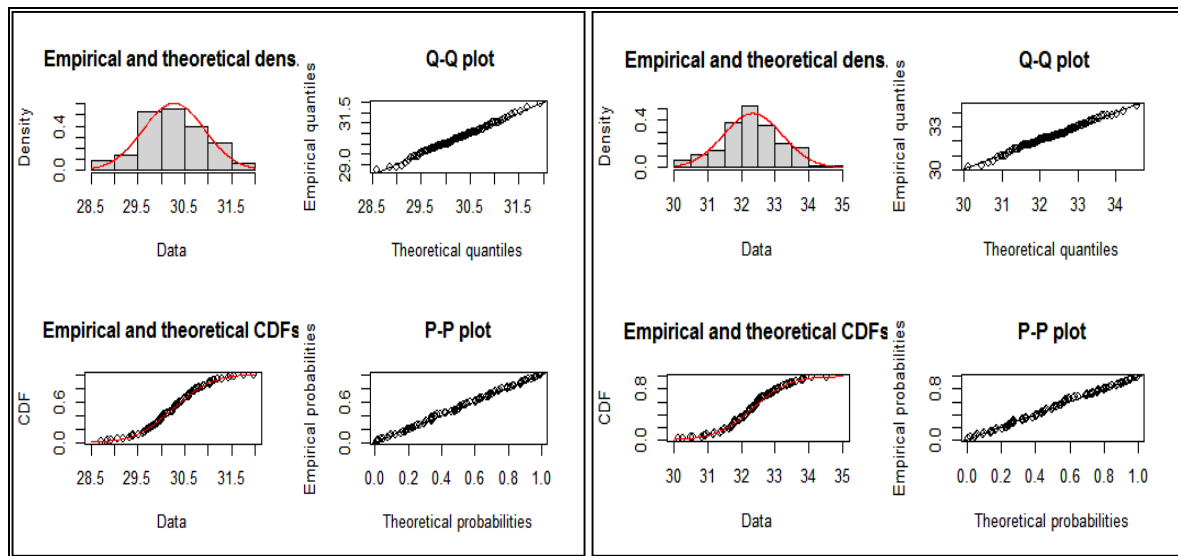 Empirical and theoretical dens.
Density
0.0 0.4
28.5 29.5 30.5 31.5
Data
Q-Q plot
Empirical quantiles
29.0 30.0 31.5
28.5 29.5 30.5 31.5
Theoretical quantiles
Empirical and theoretical CDFs
CDF
0.0 0.6
28.5 29.5 30.5 31.5
Data
P-P plot
Empirical probabilities
0.0 0.6
0.0 0.2 0.4 0.6 0.8 1.0
Theoretical probabilities
Empirical and theoretical dens.
Density
0.0 0.4
30 31 32 33 34 35
Data
Q-Q plot
Empirical quantiles
30 33
30 31 32 33 34
Theoretical quantiles
Empirical and theoretical CDFs
CDF
0.0 0.8
30 31 32 33 34 35
Data
P-P plot
Empirical probabilities
0.0 0.8
0.0 0.2 0.4 0.6 0.8 1.0
Theoretical probabilities